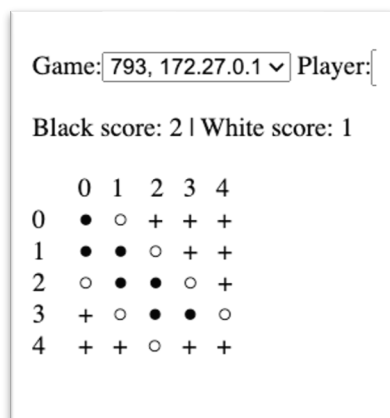 Game: 793, 172.27.0.1 Player:
Black score: 2 | White score: 1
0 1 2 3 4
0 ● ○ + + +
1 ● ● ○ + +
2 ○ ● ● ○ +
3 + ○ ● ● ○
4 + + ○ + +